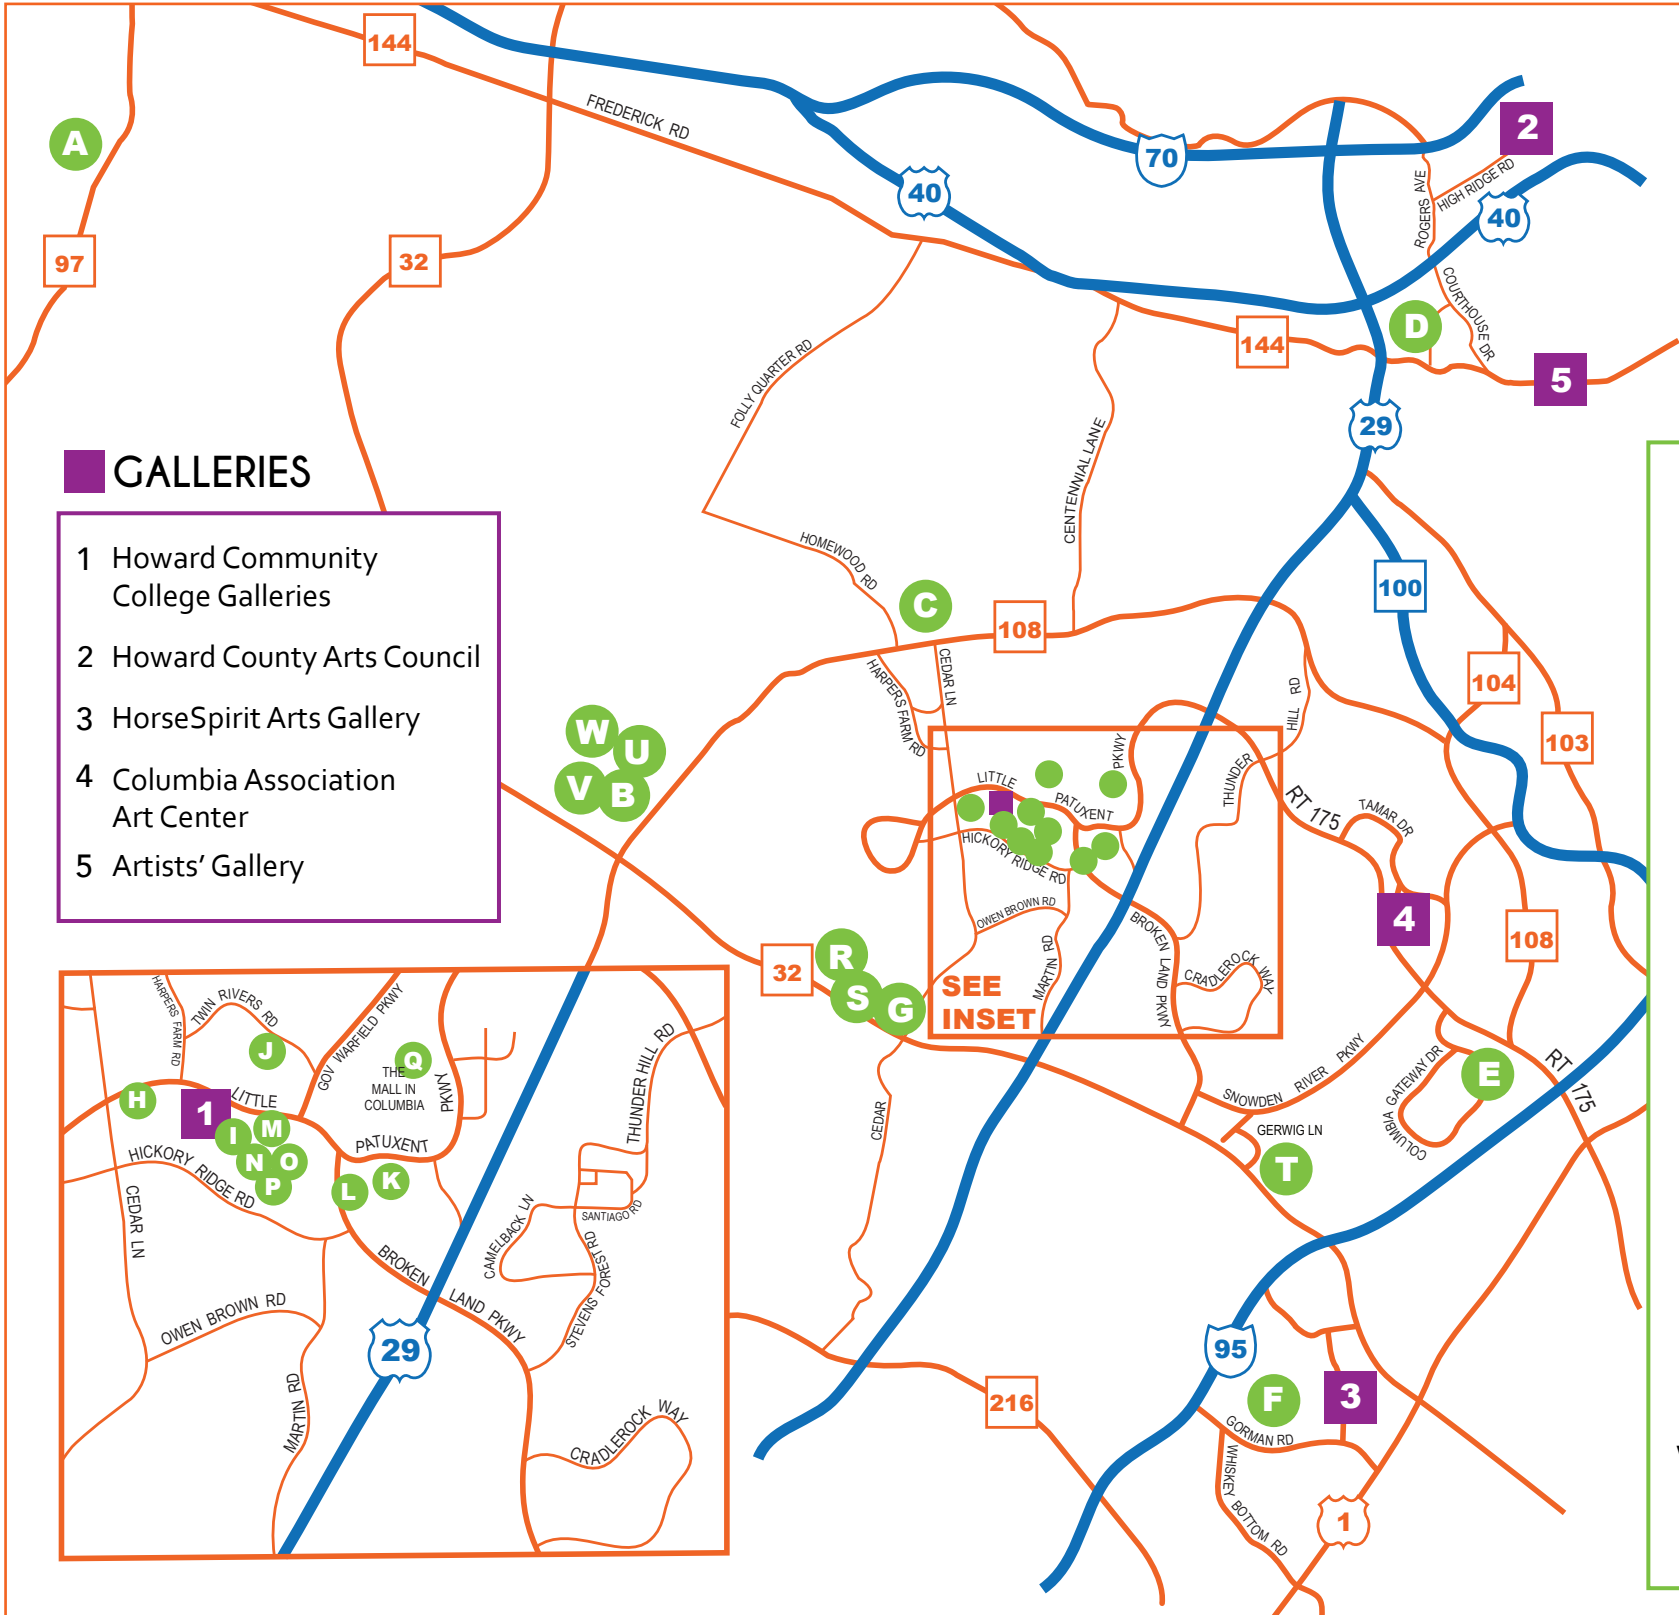 144
FREDERICK RD
A
70
2
HIGH RIDGE RD
40
40
ROGERS AVE
97
32
COURTHOUSE DR
D
144
5
FOLLY QUARTER RD
29
CENTENNIAL LANE
GALLERIES
1 Howard Community
College Galleries
2 Howard County Arts Council
3 HorseSpirit Arts Gallery
4 Columbia Association
Art Center
5 Artists' Gallery
HOMEWOOD RD
C
108
100
104
103
HARPERS FARM RD
CEDAR LN
THUNDER HILL RD
W
U
V
B
LITTLE
PATUXENT
PKWY
HICKORY RIDGE RD
RT 175
TAMAR DR
4
108
OWEN BROWN RD
MARTIN RD
BROKEN LAND PKWY
CRADLEROCK WAY
32
R
S
G
SEE
INSET
CEDAR
SNOWDEN RIVER PKWY
COLUMBIA GATEWAY DR
E
RT 175
GERWIG LN
T
HARPERS FARM RD
TWIN RIVERS RD
GOV WARFIELD PKWY
J
Q
THE
MALL IN
COLUMBIA
PKWY
THUNDER HILL RD
H
1
LITTLE
I
M
N
O
P
PATUXENT
L
K
HICKORY RIDGE RD
CEDAR LN
SANTIAGO RD
CAMELBACK LN
STEVENS FOREST RD
BROKEN
LAND PKWY
OWEN BROWN RD
29
MARTIN RD
CRADLEROCK WAY
95
216
F
3
GORMAN RD
WHISKEY BOTTOM RD
1